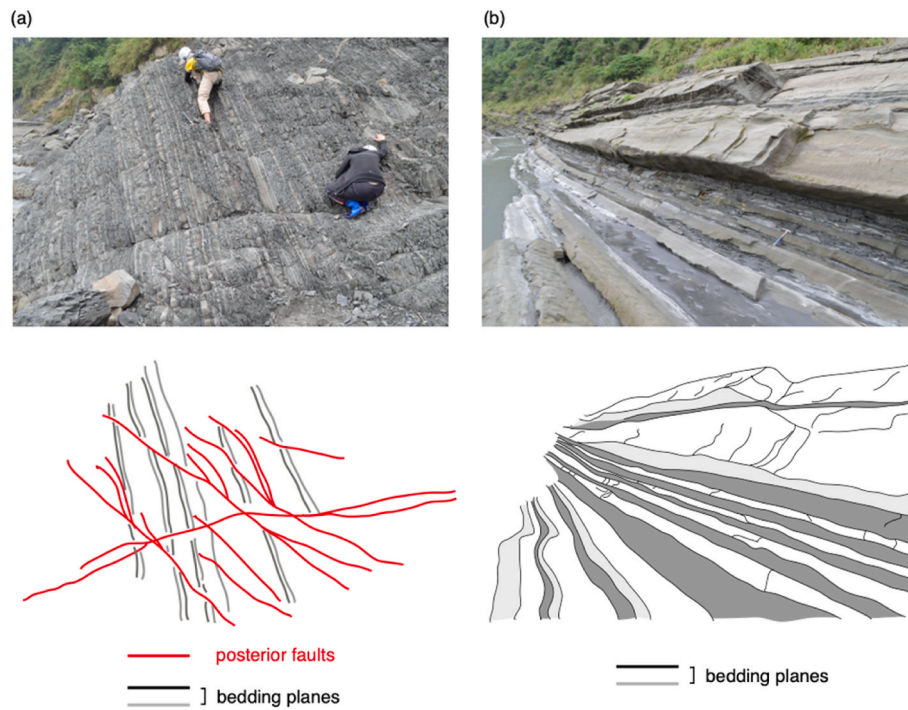 (a)
(b)
posterior faults
bedding planes
bedding planes